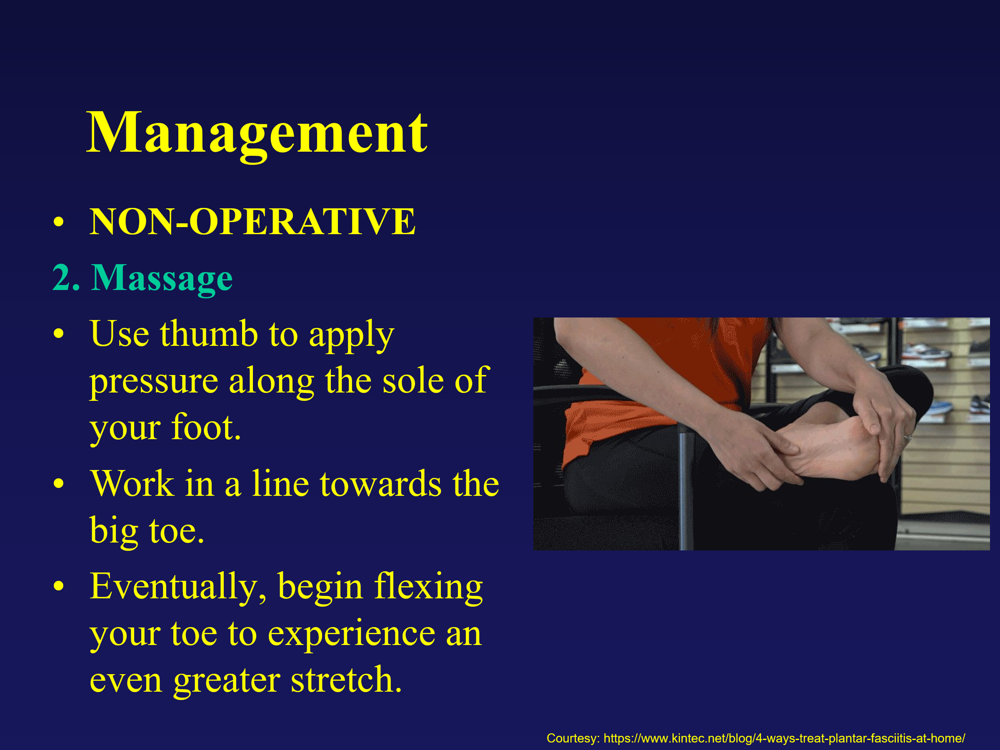 Management
• NON-OPERATIVE
2. Massage
• Use thumb to apply
pressure along the sole of
your foot.
• Work in a line towards the
big toe.
• Eventually, begin flexing
your toe to experience an
even greater stretch.
Courtesy: https://www.kintec.net/blog/4-ways-treat-plantar-fasciitis-at-home/